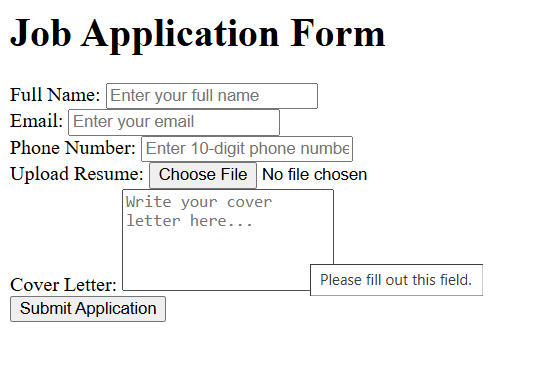 Job Application Form
Full Name: Enter your full name
Email: Enter your email
Phone Number: Enter 10-digit phone numbe
Upload Resume: Choose File No file chosen
Write your cover
letter here...
Cover Letter:
Please fill out this field.
Submit Application